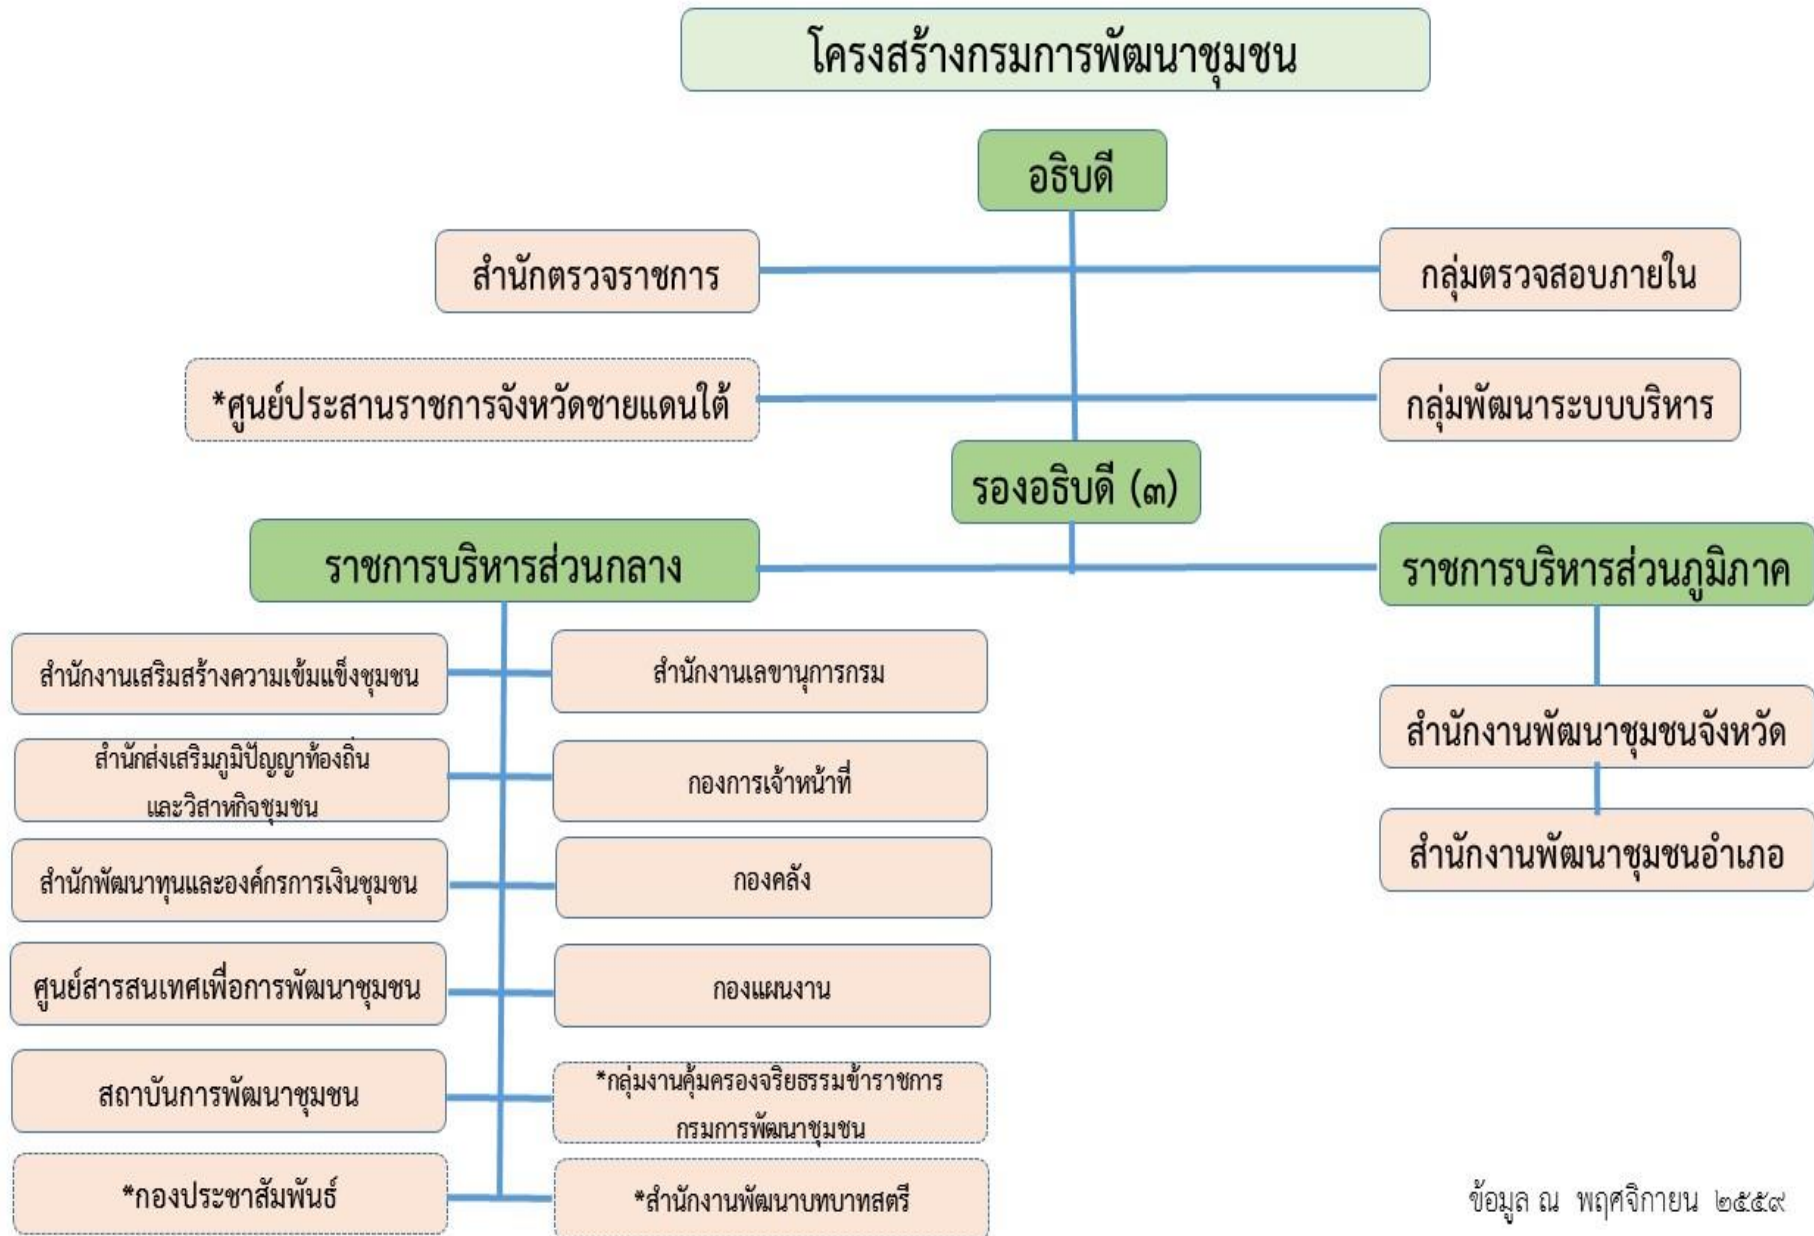 โครงสร้างกรมการพัฒนาชุมชน
อธิบดี
สำนักตรวจราชการ
กลุ่มตรวจสอบภายใน
*ศูนย์ประสานราชการจังหวัดชายแดนใต้
กลุ่มพัฒนาระบบบริหาร
รองอธิบดี (๓)
ราชการบริหารส่วนกลาง
ราชการบริหารส่วนภูมิภาค
สำนักงานเสริมสร้างความเข้มแข็งชุมชน
สำนักงานเลขานุการกรม
สำนักส่งเสริมภูมิปัญญาท้องถิ่น
และวิสาหกิจชุมชน
กองการเจ้าหน้าที่
สำนักพัฒนาทุนและองค์กรการเงินชุมชน
กองคลัง
ศูนย์สารสนเทศเพื่อการพัฒนาชุมชน
กองแผนงาน
สถาบันการพัฒนาชุมชน
*กลุ่มงานคุ้มครองจริยธรรมข้าราชการ
กรมการพัฒนาชุมชน
*กองประชาสัมพันธ์
*สำนักงานพัฒนาบทบาทสตรี
สำนักงานพัฒนาชุมชนจังหวัด
สำนักงานพัฒนาชุมชนอำเภอ
ข้อมูล ณ พฤศจิกายน ๒๕๕๙